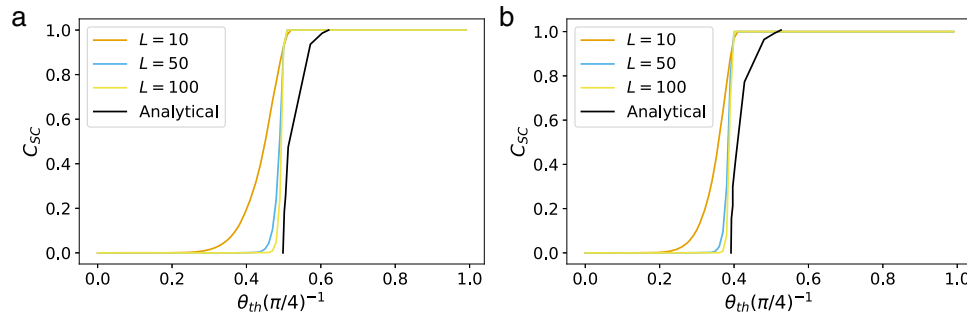 a
1.0
0.8
0.6
0.4
0.2
0.0
C_SC
L = 10
L = 50
L = 100
Analytical
0.0 0.2 0.4 0.6 0.8 1.0
θ_th(π/4)⁻¹
b
1.0
0.8
0.6
0.4
0.2
0.0
C_SC
L = 10
L = 50
L = 100
Analytical
0.0 0.2 0.4 0.6 0.8 1.0
θ_th(π/4)⁻¹